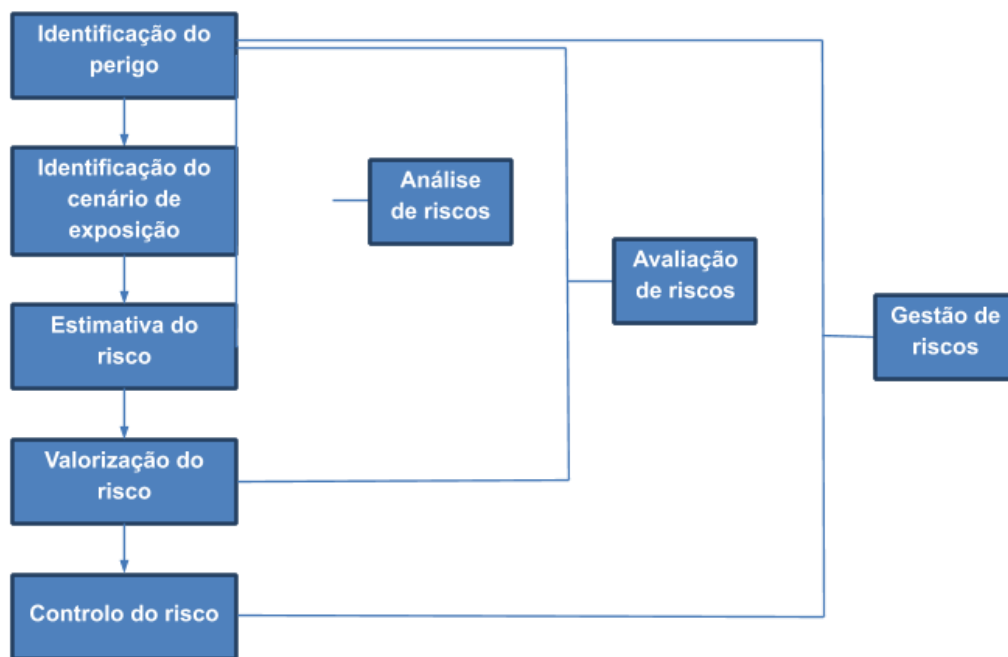 Identificação do
perigo
Identificação do
cenário de
exposição
Estimativa do
risco
Valorização do
risco
Controlo do risco
Análise
de riscos
Avaliação
de riscos
Gestão de
riscos